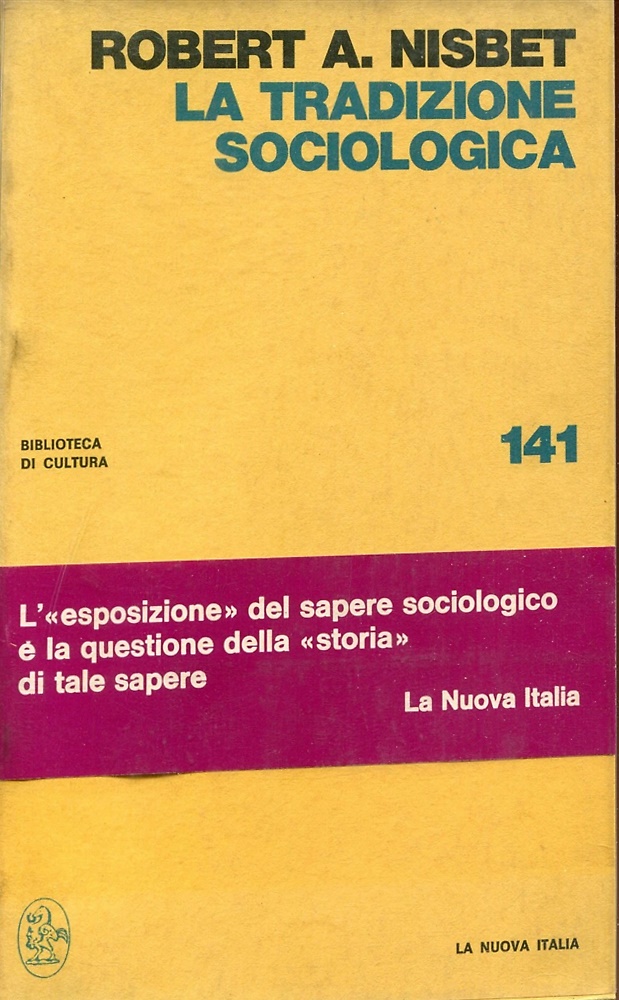 ROBERT A. NISBET
LA TRADIZIONE
SOCIOLOGICA
BIBLIOTECA
DI CULTURA
141
L'«esposizione» del sapere sociologico
é la questione della «storia»
di tale sapere
La Nuova Italia
LA NUOVA ITALIA